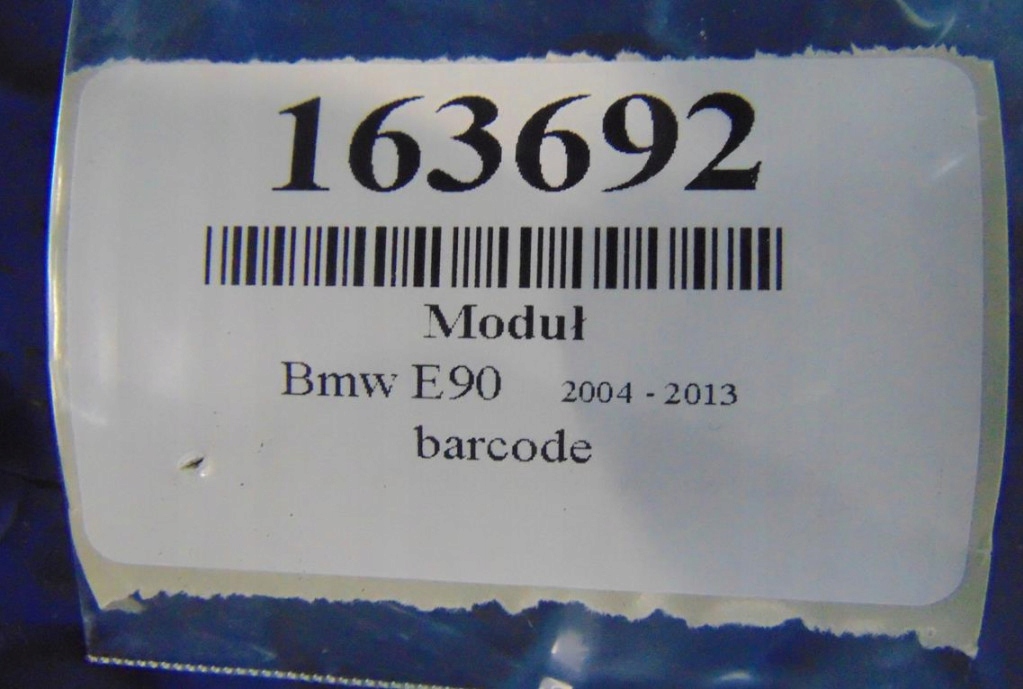 163692
Moduł
Bmw E90 2004 - 2013
barcode